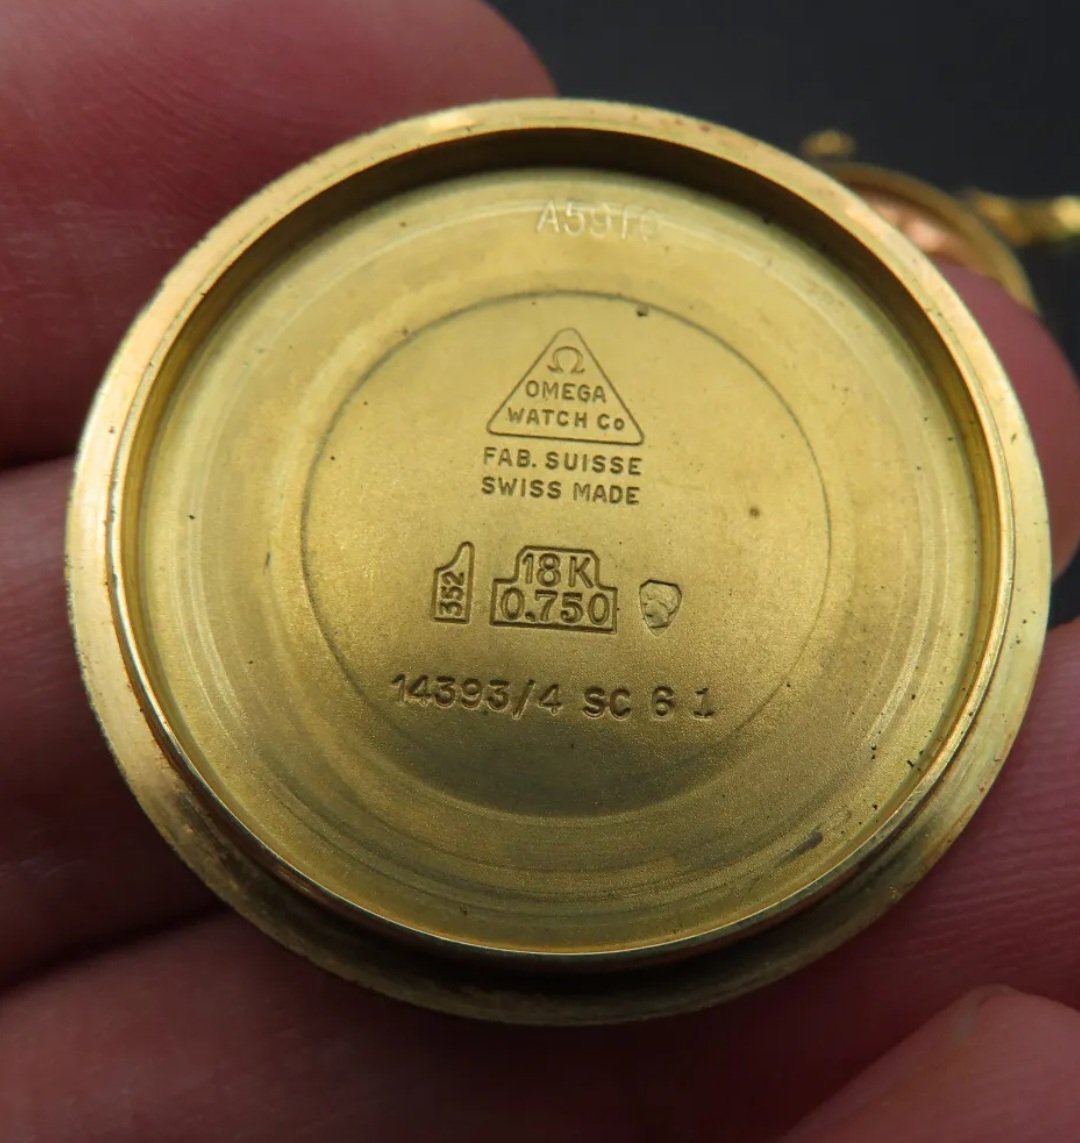 Ω
OMEGA
WATCH Co
FAB. SUISSE
SWISS MADE
352
18K
0.750
14393/4 SC 6 1